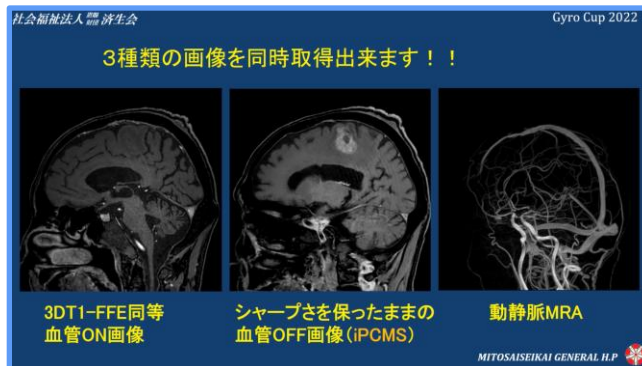 社会福祉法人 恩賜財団 済生会
Gyro Cup 2022
3種類の画像を同時取得出来ます!!
3DT1-FFE同等
血管ON画像
シャープさを保ったままの
血管OFF画像(iPCMS)
動静脈MRA
MITOSAISEIKAI GENERAL H.P